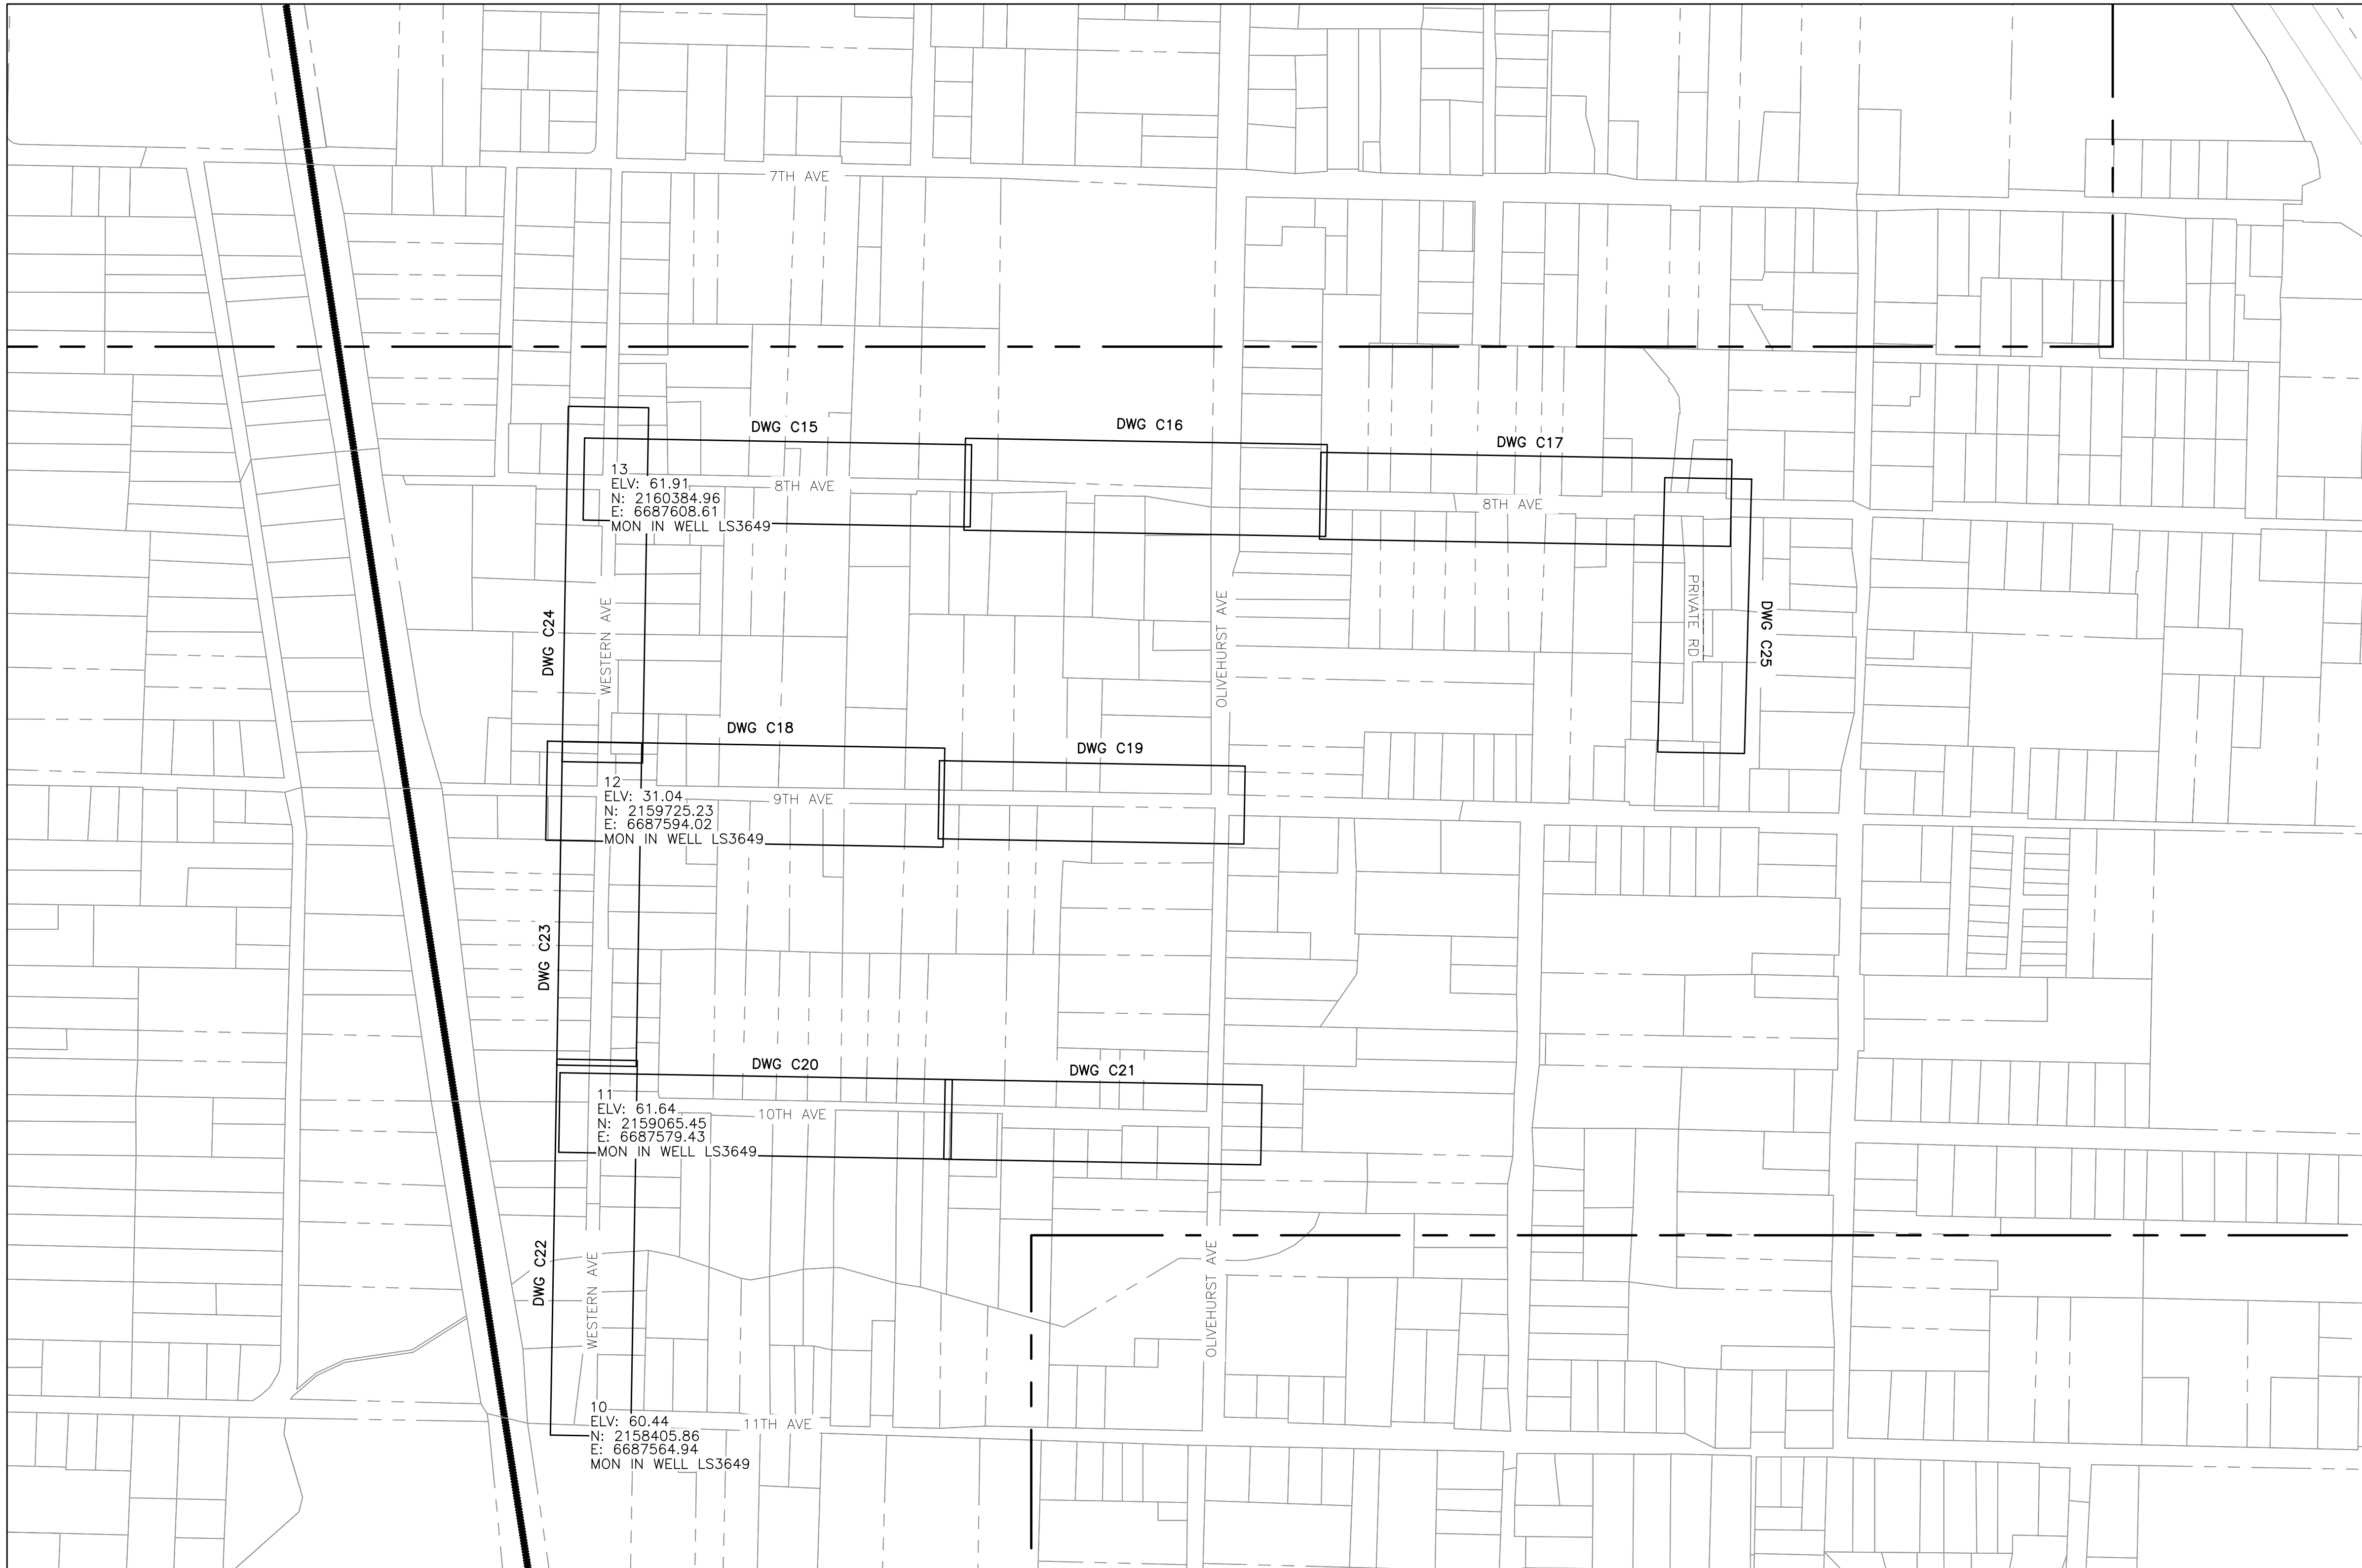 7TH AVE
DWG C15
DWG C16
DWG C17
13
ELV: 61.91
N: 2160384.96
E: 6687608.61
MON IN WELL LS3649
8TH AVE
8TH AVE
DWG C24
WESTERN AVE
OLIVEHURST AVE
PRIVATE RD
DWG C25
DWG C18
DWG C19
12
ELV: 31.04
N: 2159725.23
E: 6687594.02
MON IN WELL LS3649
9TH AVE
DWG C23
DWG C20
DWG C21
11
ELV: 61.64
N: 2159065.45
E: 6687579.43
MON IN WELL LS3649
10TH AVE
DWG C22
WESTERN AVE
OLIVEHURST AVE
10
ELV: 60.44
N: 2158405.86
E: 6687564.94
MON IN WELL LS3649
11TH AVE